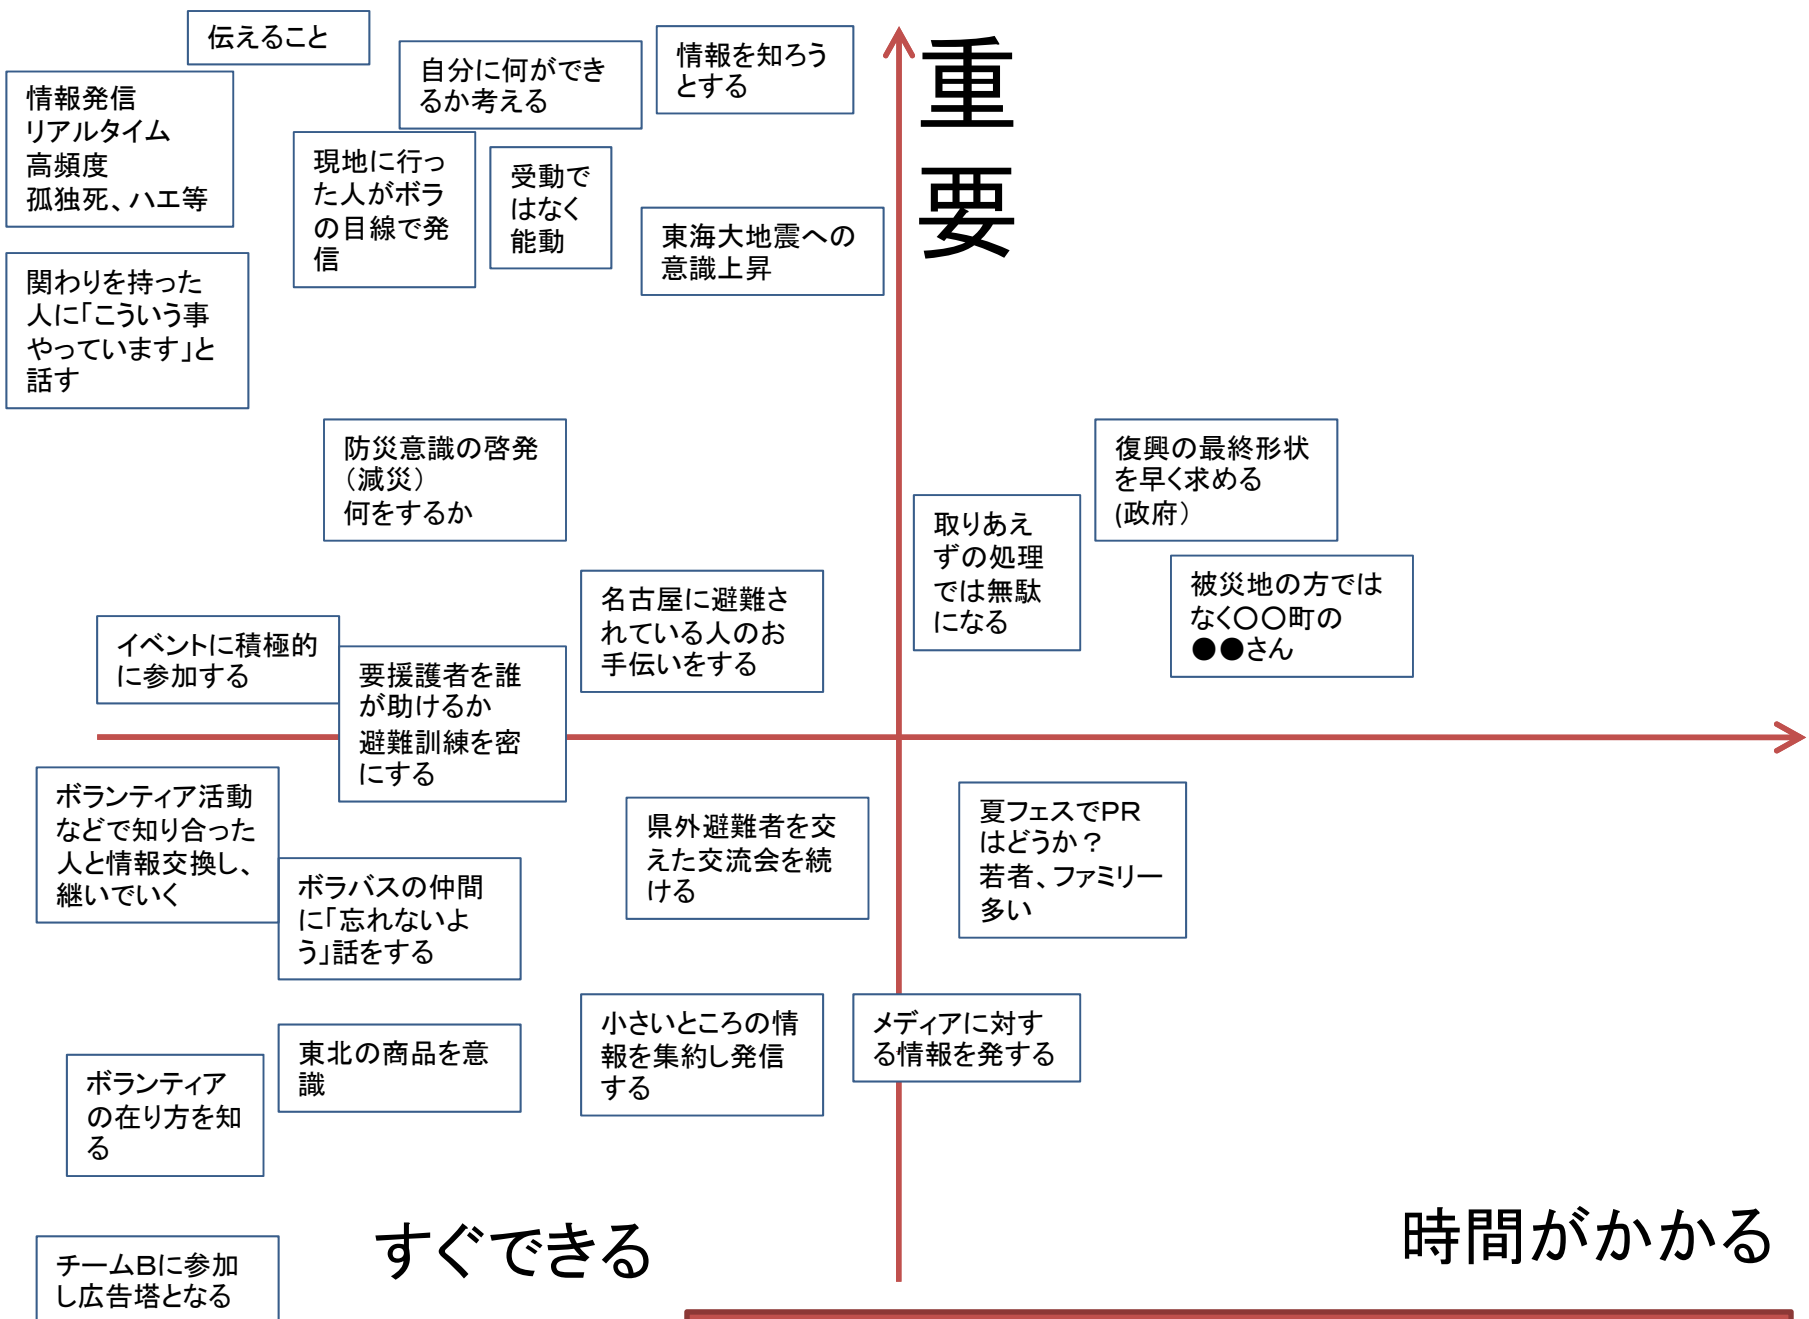 伝えること
自分に何ができ
るか考える
情報を知ろう
とする
重
要
情報発信
リアルタイム
高頻度
孤独死、ハエ等
現地に行っ
た人がボラ
の目線で発
信
受動で
はなく
能動
東海大地震への
意識上昇
関わりを持った
人に「こういう事
やっています」と
話す
防災意識の啓発
（減災）
何をするか
復興の最終形状
を早く求める
(政府）
取りあえ
ずの処理
では無駄
になる
被災地の方では
なく〇〇町の
●●さん
名古屋に避難さ
れている人のお
手伝いをする
イベントに積極的
に参加する
要援護者を誰
が助けるか
避難訓練を密
にする
ボランティア活動
などで知り合った
人と情報交換し、
継いでいく
県外避難者を交
えた交流会を続
ける
夏フェスでPR
はどうか？
若者、ファミリー
多い
ボラバスの仲間
に「忘れないよ
う」話をする
小さいところの情
報を集約し発信
する
メディアに対す
る情報を発する
東北の商品を意
識
ボランティア
の在り方を知
る
すぐできる
時間がかかる
チームBに参加
し広告塔となる